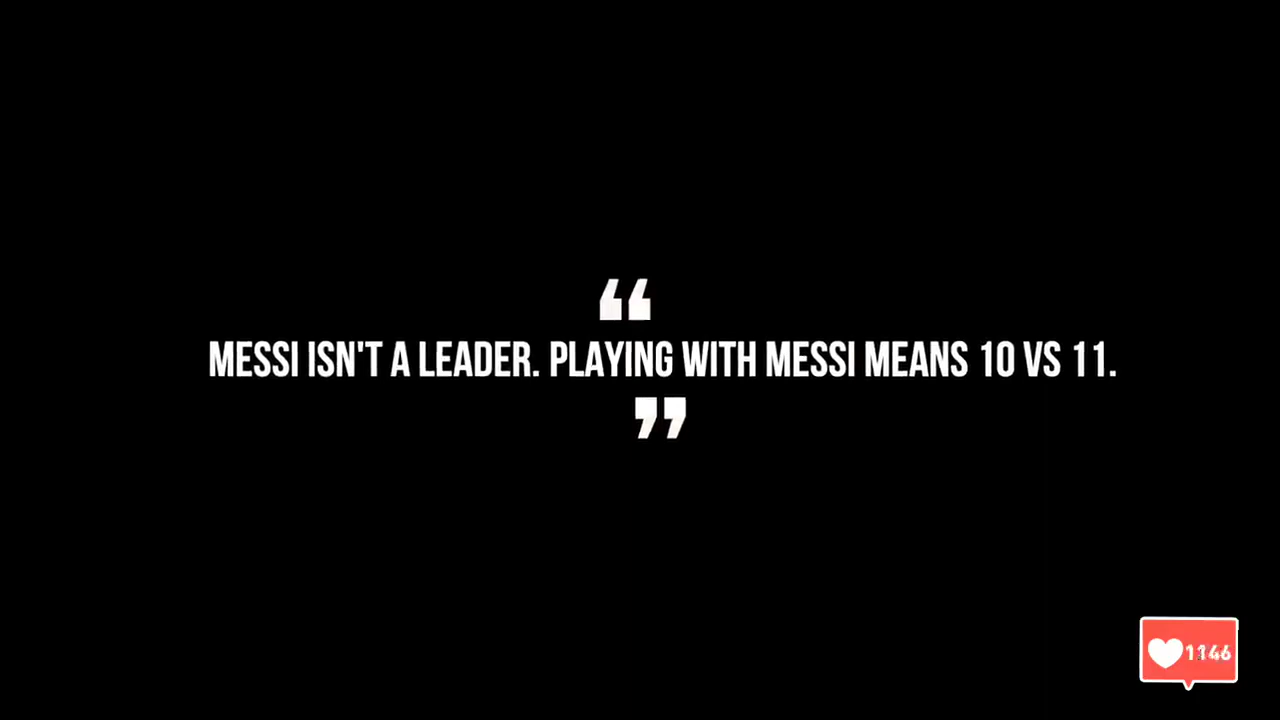 “
MESSI ISN'T A LEADER. PLAYING WITH MESSI MEANS 10 VS 11.
”
1146